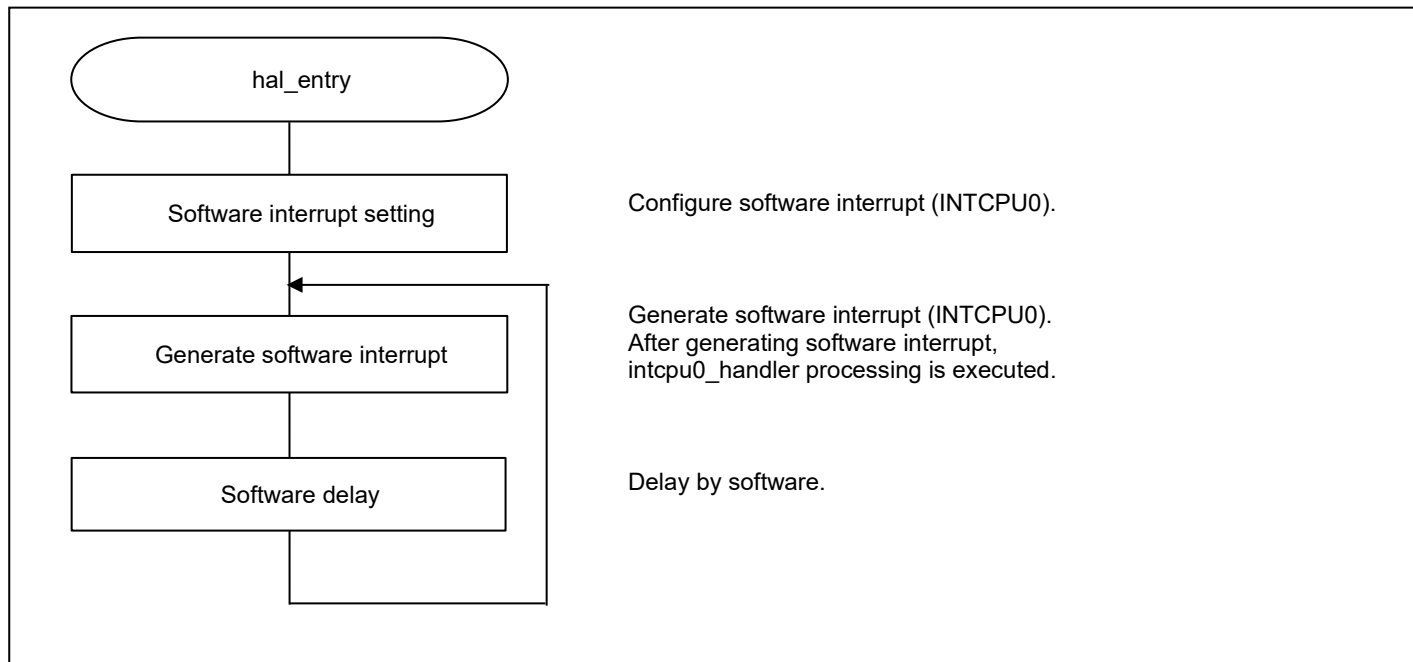 hal_entry
Software interrupt setting
Configure software interrupt (INTCPU0).
Generate software interrupt
Generate software interrupt (INTCPU0).
After generating software interrupt,
intcpu0_handler processing is executed.
Software delay
Delay by software.